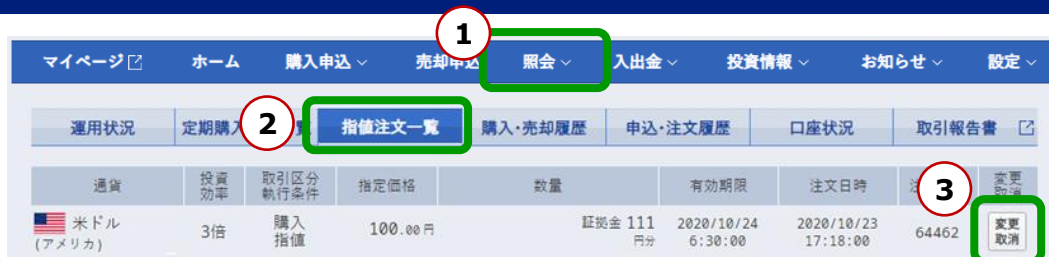 1
マイページ ホーム 購入申込 売却申込 照会 入出金 投資情報 お知らせ 設定
2
運用状況 定期購入 覧 指値注文一覧 購入・売却履歴 申込・注文履歴 口座状況 取引報告書
3
通貨 投資効率 取引区分執行条件 指定価格 数量 有効期限 注文日時 注 変更取消
米ドル 3倍 購入 100.00円 証拠金 111 2020/10/24 2020/10/23 64462 変更
(アメリカ) 指値 円分 6:30:00 17:18:00 取消